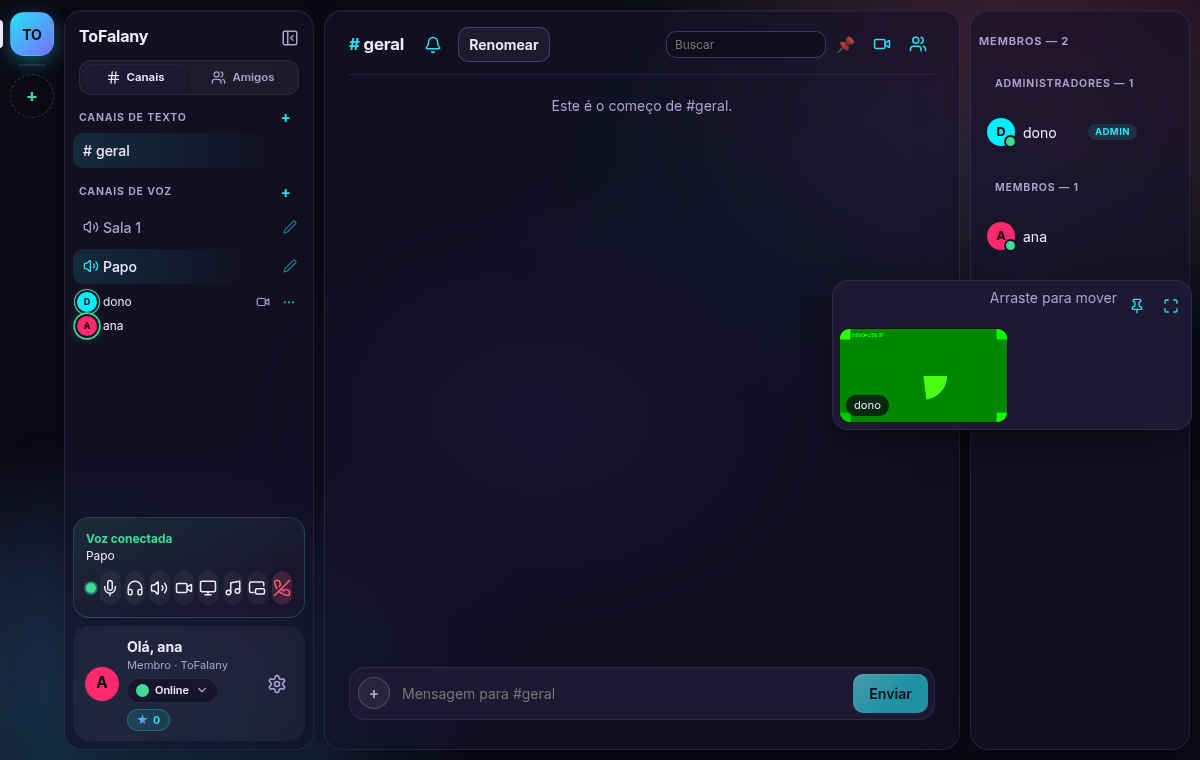 TO
+
ToFalany
Canais
Amigos
CANAIS DE TEXTO
+
# geral
CANAIS DE VOZ
+
Sala 1
Papo
D
dono
A
ana
Voz conectada
Papo
A
Olá, ana
Membro · ToFalany
Online
★ 0
# geral
Renomear
Buscar
Este é o começo de #geral.
+
Mensagem para #geral
Enviar
MEMBROS — 2
ADMINISTRADORES — 1
D
dono
ADMIN
MEMBROS — 1
A
ana
Arraste para mover
dono